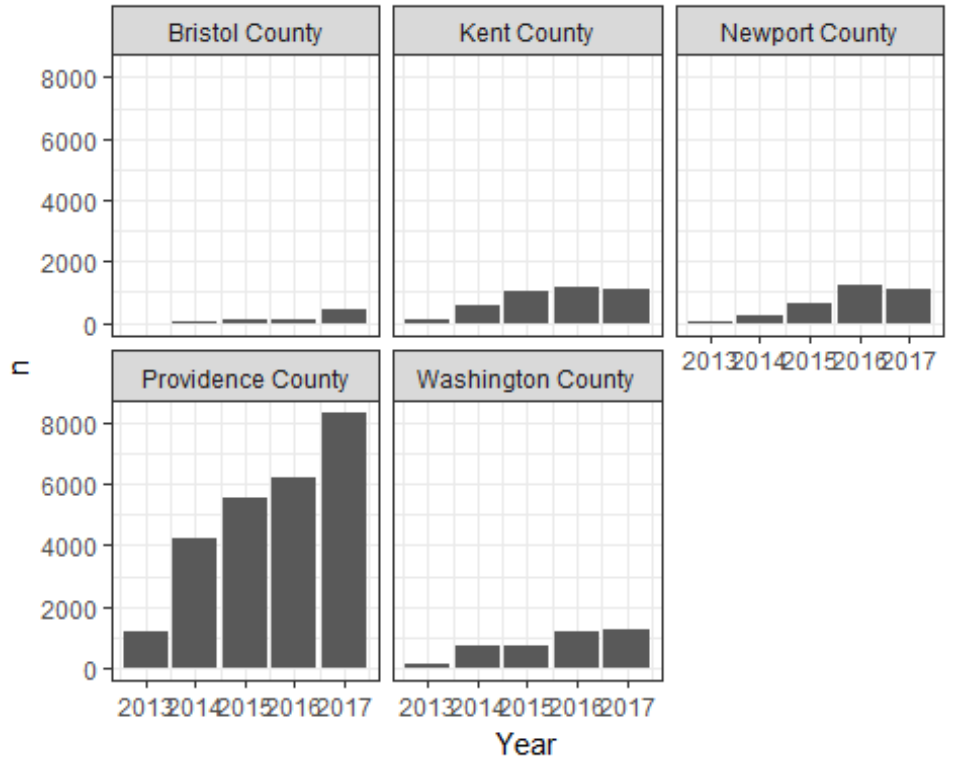 Bristol County
Kent County
Newport County
8000
6000
4000
2000
0
2013 2014 2015 2016 2017
n
Providence County
Washington County
8000
6000
4000
2000
0
2013 2014 2015 2016 2017
2013 2014 2015 2016 2017
Year